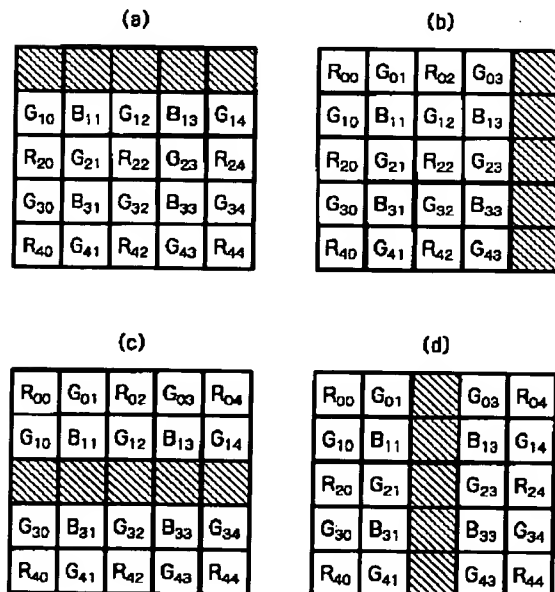 (a)
G10 B11 G12 B13 G14
R20 G21 R22 G23 R24
G30 B31 G32 B33 G34
R40 G41 R42 G43 R44
(b)
R00 G01 R02 G03
G10 B11 G12 B13
R20 G21 R22 G23
G30 B31 G32 B33
R40 G41 R42 G43
(c)
R00 G01 R02 G03 R04
G10 B11 G12 B13 G14
G30 B31 G32 B33 G34
R40 G41 R42 G43 R44
(d)
R00 G01 G03 R04
G10 B11 B13 G14
R20 G21 G23 R24
G30 B31 B33 G34
R40 G41 G43 R44